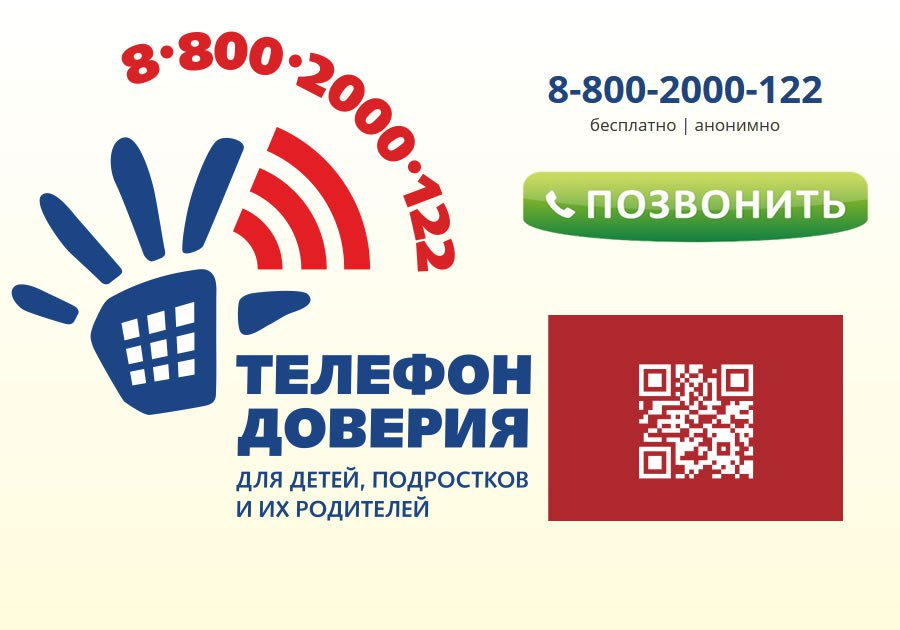 8·800·2000·122
ТЕЛЕФОН
ДОВЕРИЯ
ДЛЯ ДЕТЕЙ, ПОДРОСТКОВ
И ИХ РОДИТЕЛЕЙ
8-800-2000-122
бесплатно | анонимно
ПОЗВОНИТЬ